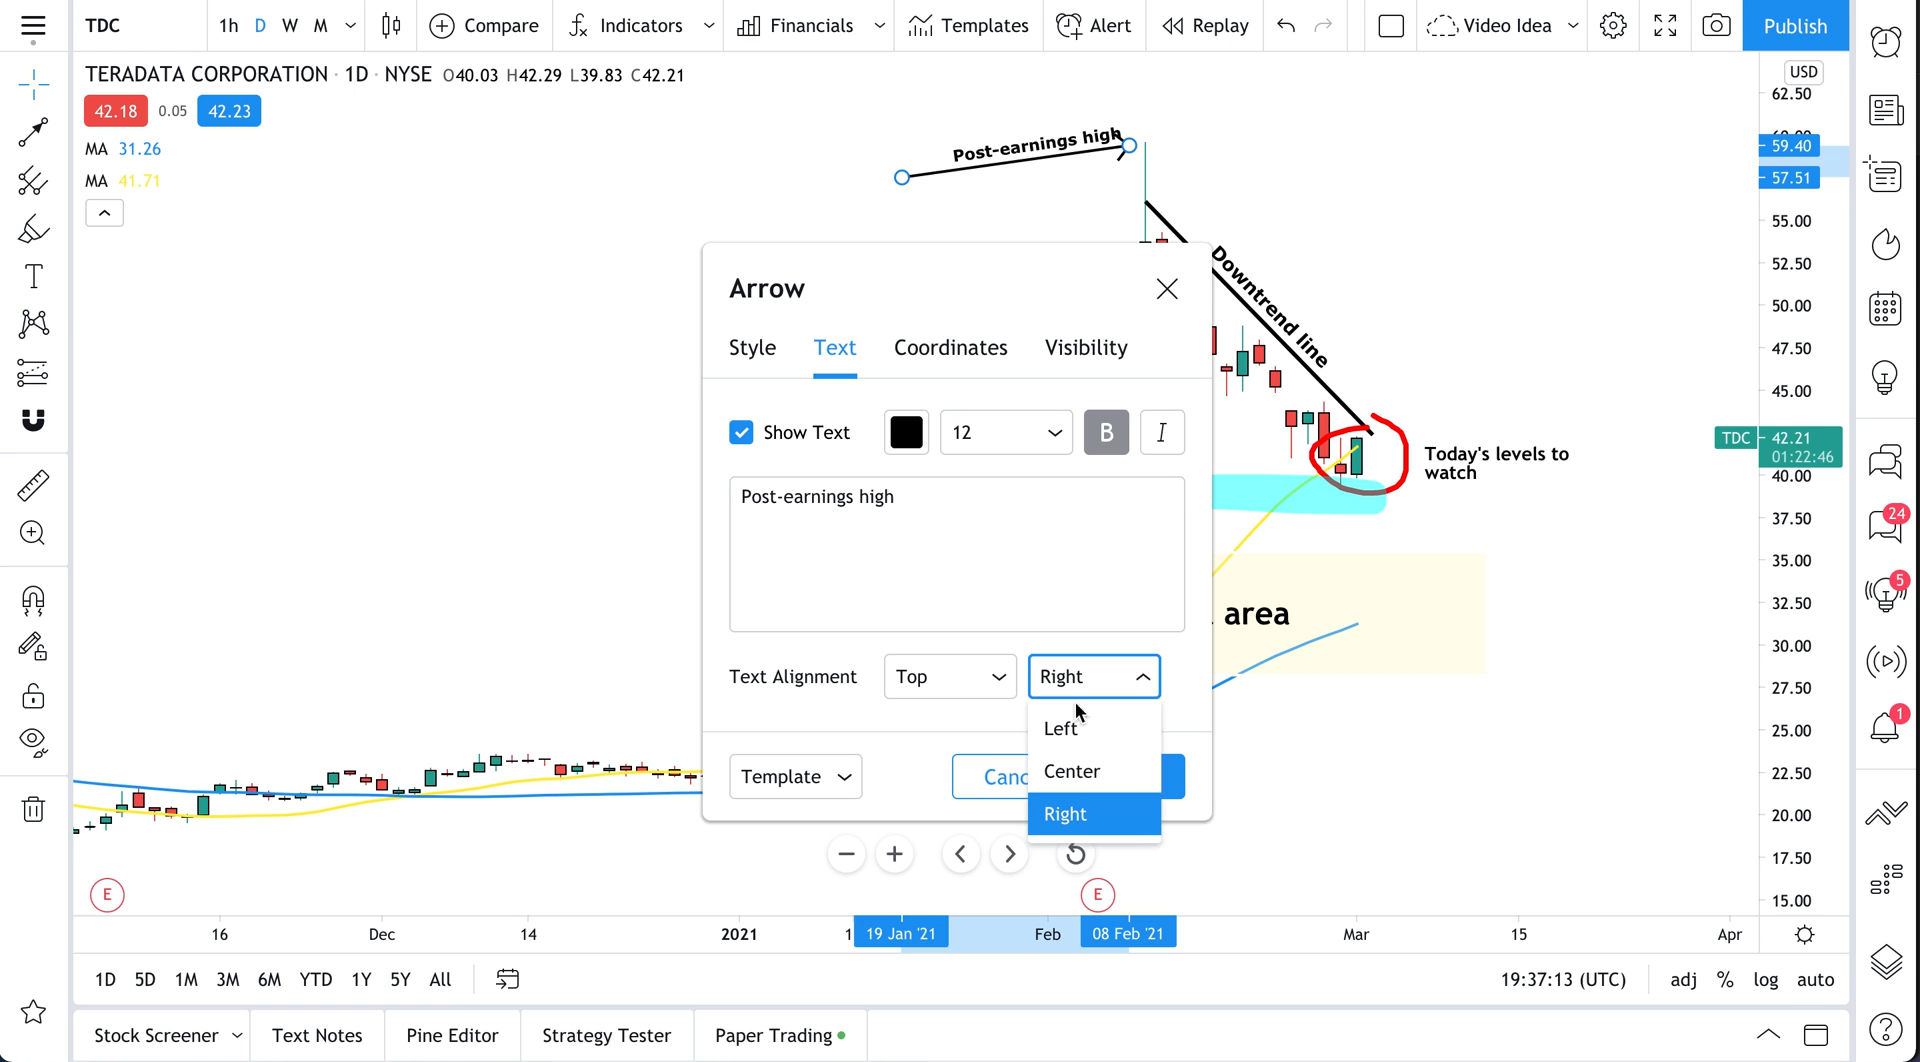 TDC
1h D W M
Compare
Indicators
Financials
Templates
Alert
Replay
Video Idea
Publish
TERADATA CORPORATION · 1D · NYSE O40.03 H42.29 L39.83 C42.21
42.18 0.05 42.23
MA 31.26
MA 41.71
USD
62.50
59.40
57.51
55.00
52.50
50.00
47.50
45.00
TDC 42.21
01:22:46
40.00
37.50
35.00
32.50
30.00
27.50
25.00
22.50
20.00
17.50
15.00
Post-earnings high
Downtrend line
Today's levels to
watch
area
Arrow
Style Text Coordinates Visibility
Show Text 12 B I
Post-earnings high
Text Alignment Top Right
Left
Center
Right
Template
Canc
E
E
16 Dec 14 2021 1 19 Jan '21 Feb 08 Feb '21 Mar 15 Apr
1D 5D 1M 3M 6M YTD 1Y 5Y All
19:37:13 (UTC) adj % log auto
Stock Screener Text Notes Pine Editor Strategy Tester Paper Trading
24
5
1